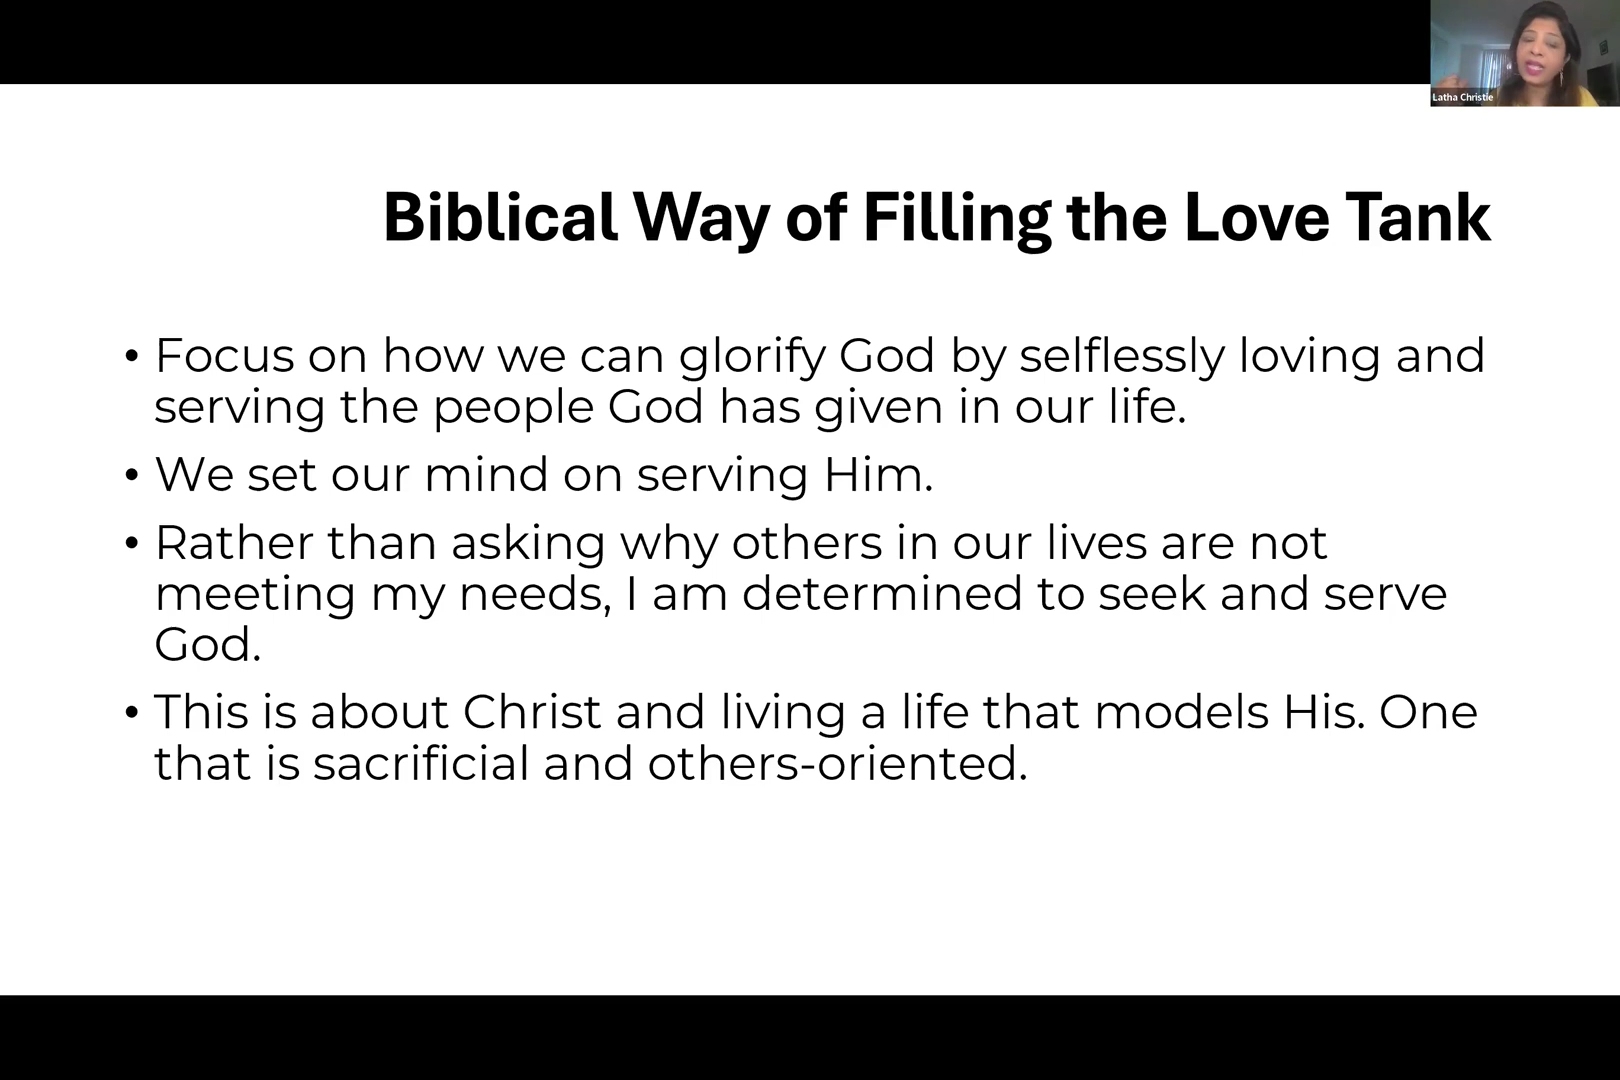 Latha Christie
Biblical Way of Filling the Love Tank
• Focus on how we can glorify God by selflessly loving and
serving the people God has given in our life.
• We set our mind on serving Him.
• Rather than asking why others in our lives are not
meeting my needs, I am determined to seek and serve
God.
• This is about Christ and living a life that models His. One
that is sacrificial and others-oriented.